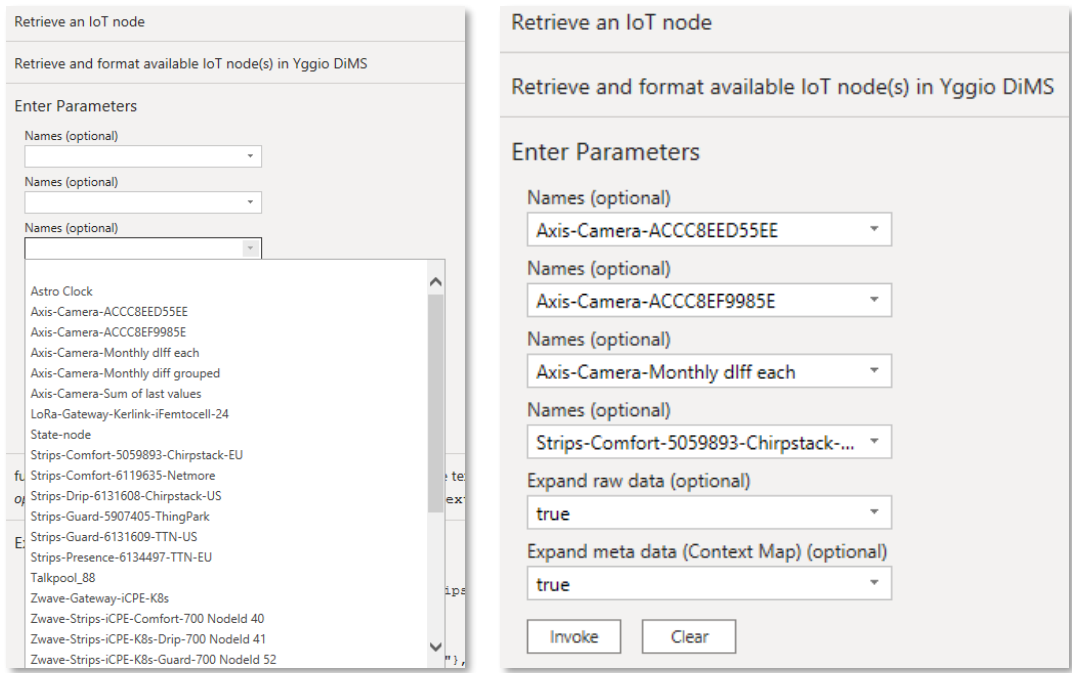 Retrieve an IoT node
Retrieve and format available IoT node(s) in Yggio DiMS
Enter Parameters
Names (optional)
Names (optional)
Names (optional)
Astro Clock
Axis-Camera-ACCC8EED55EE
Axis-Camera-ACCC8EF9985E
Axis-Camera-Monthly dIff each
Axis-Camera-Monthly diff grouped
Axis-Camera-Sum of last values
LoRa-Gateway-Kerlink-iFemtocell-24
State-node
Strips-Comfort-5059893-Chirpstack-EU
Strips-Comfort-6119635-Netmore
Strips-Drip-6131608-Chirpstack-US
Strips-Guard-5907405-ThingPark
Strips-Guard-6131609-TTN-US
Strips-Presence-6134497-TTN-EU
Talkpool_88
Zwave-Gateway-iCPE-K8s
Zwave-Strips-iCPE-Comfort-700 NodeId 40
Zwave-Strips-iCPE-K8s-Drip-700 NodeId 41
Zwave-Strips-iCPE-K8s-Guard-700 NodeId 52
"},
Retrieve an IoT node
Retrieve and format available IoT node(s) in Yggio DiMS
Enter Parameters
Names (optional)
Axis-Camera-ACCC8EED55EE
Names (optional)
Axis-Camera-ACCC8EF9985E
Names (optional)
Axis-Camera-Monthly dIff each
Names (optional)
Strips-Comfort-5059893-Chirpstack-...
Expand raw data (optional)
true
Expand meta data (Context Map) (optional)
true
Invoke
Clear